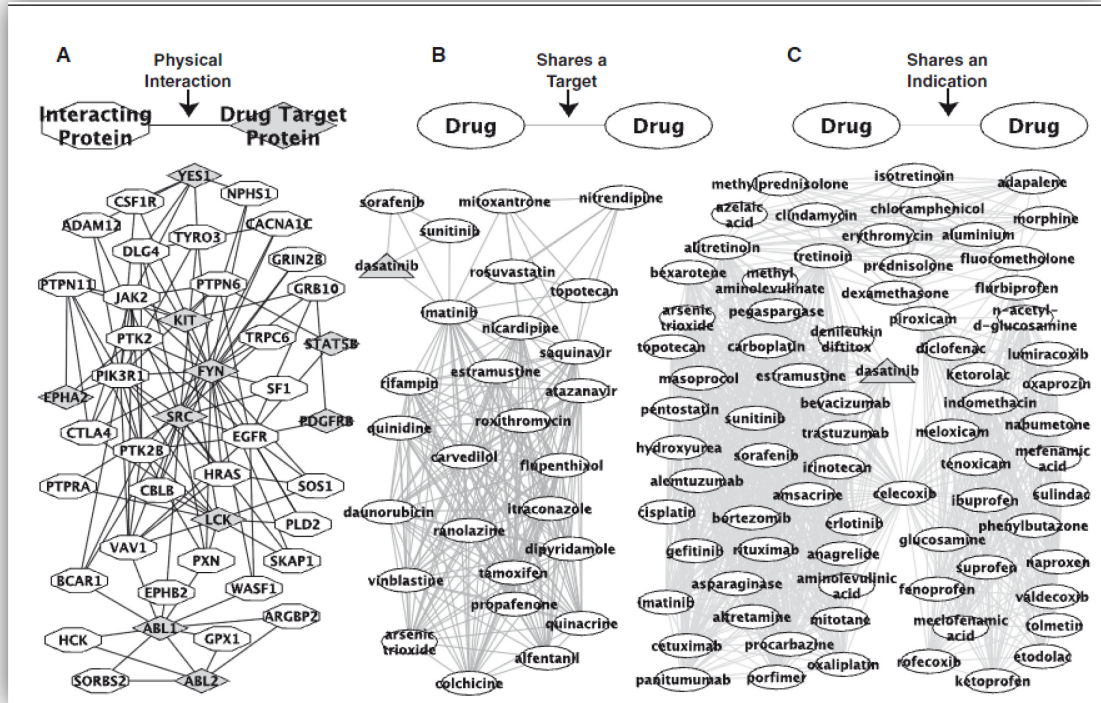 A
Physical
Interaction
Interacting
Protein
Drug Target
Protein
YES1
CSF1R
NPHS1
ADAM12
TYRO3
CACNA1C
DLG4
GRIN2B
PTPN11
JAK2
PTPN6
GRB10
KIT
PTK2
TRPC6
STAT5B
PIK3R1
FYN
EPHA2
SF1
SRC
PDGFRB
CTLA4
PTK2B
EGFR
PTPRA
CBLB
HRAS
SOS1
LCK
PLD2
VAV1
PXN
SKAP1
BCAR1
EPHB2
WASF1
ABL1
ARGBP2
HCK
GPX1
SORBS2
ABL2
B
Shares a
Target
Drug
Drug
sorafenib
mitoxantrone
nitrendipine
sunitinib
dasatinib
rosuvastatin
topotecan
imatinib
nicardipine
saquinavir
estramustine
rifampin
atazanavir
roxithromycin
quinidine
carvedilol
flupenthixol
daunorubicin
itraconazole
ranolazine
dipyridamole
vinblastine
tamoxifen
propafenone
quinacrine
arsenic
trioxide
alfentanil
colchicine
C
Shares an
Indication
Drug
Drug
methylprednisolone
isotretinoin
adapalene
azelaic
acid
clindamycin
chloramphenicol
morphine
erythromycin
aluminium
alitretinoin
tretinoin
prednisolone
fluorometholone
bexarotene
methyl
aminolevulinate
dexamethasone
flurbiprofen
arsenic
trioxide
pegaspargase
piroxicam
n-acetyl-
d-glucosamine
topotecan
carboplatin
denileukin
diftitox
diclofenac
lumiracoxib
masoprocol
estramustine
dasatinib
ketorolac
oxaprozin
pentostatin
sunitinib
bevacizumab
indomethacin
nabumetone
trastuzumab
meloxicam
hydroxyurea
sorafenib
irinotecan
tenoxicam
mefenamic
acid
alemtuzumab
amsacrine
celecoxib
ibuprofen
sulindac
cisplatin
bortezomib
erlotinib
glucosamine
phenylbutazone
gefitinib
rituximab
anagrelide
suprofen
naproxen
asparaginase
aminolevulinic
acid
fenoprofen
valdecoxib
imatinib
altretamine
mitotane
meclofenamic
acid
tolmetin
cetuximab
procarbazine
oxaliplatin
rofecoxib
etodolac
panitumumab
porfimer
ketoprofen